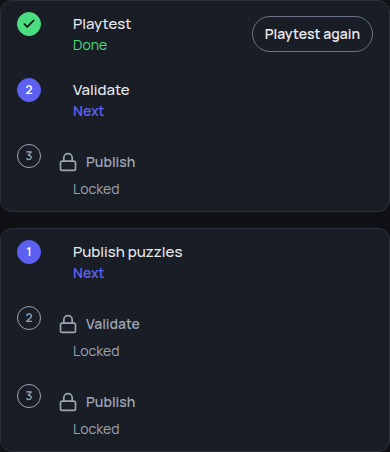 Playtest
Done
Playtest again
2
Validate
Next
3
Publish
Locked
1
Publish puzzles
Next
2
Validate
Locked
3
Publish
Locked